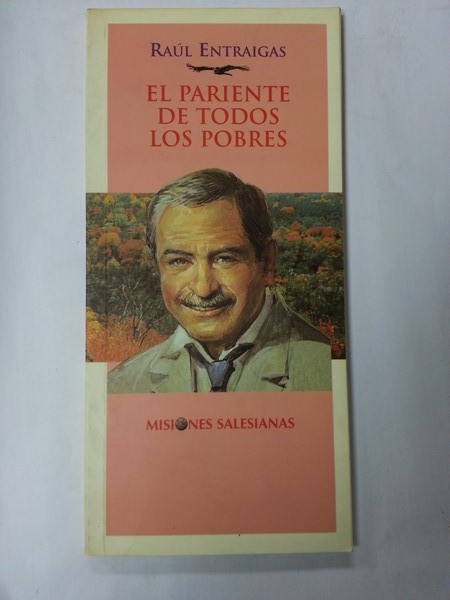 RAÚL ENTRAIGAS
EL PARIENTE
DE TODOS
LOS POBRES
MISIONES SALESIANAS